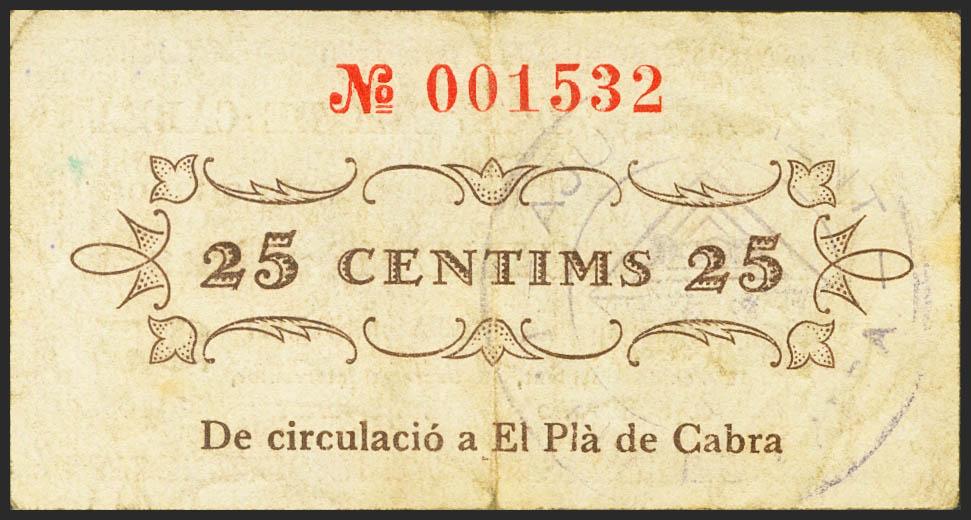 Nº 001532
25 CENTIMS 25
De circulació a El Plà de Cabra